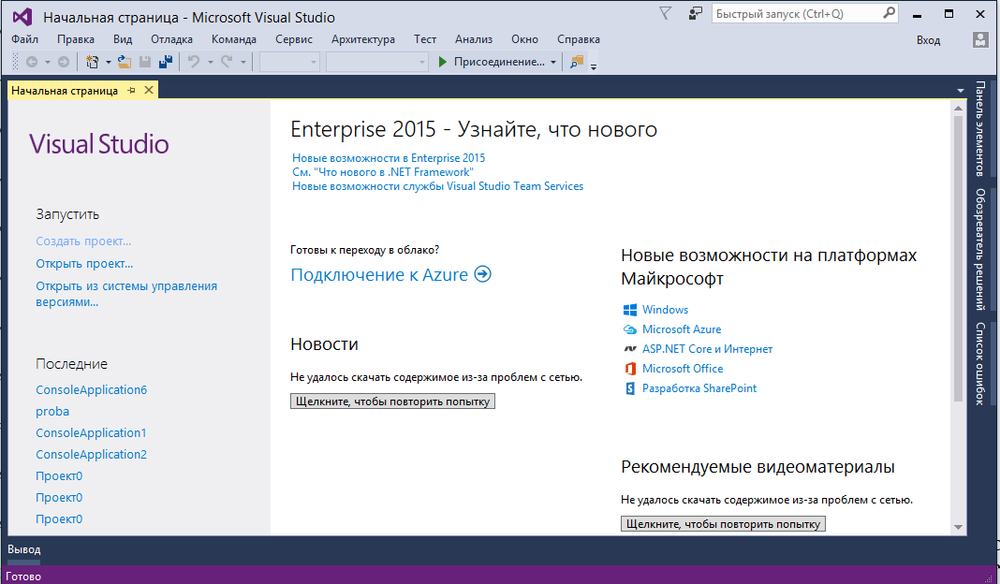 Начальная страница - Microsoft Visual Studio
Быстрый запуск (Ctrl+Q)
Файл Правка Вид Отладка Команда Сервис Архитектура Тест Анализ Окно Справка Вход
Присоединение...
Начальная страница
Visual Studio
Запустить
Создать проект...
Открыть проект...
Открыть из системы управления
версиями...
Последние
ConsoleApplication6
proba
ConsoleApplication1
ConsoleApplication2
Проект0
Проект0
Проект0
Enterprise 2015 - Узнайте, что нового
Новые возможности в Enterprise 2015
См. "Что нового в .NET Framework"
Новые возможности службы Visual Studio Team Services
Готовы к переходу в облако?
Подключение к Azure
Новости
Не удалось скачать содержимое из-за проблем с сетью.
Щелкните, чтобы повторить попытку
Новые возможности на платформах
Майкрософт
Windows
Microsoft Azure
ASP.NET Core и Интернет
Microsoft Office
Разработка SharePoint
Рекомендуемые видеоматериалы
Не удалось скачать содержимое из-за проблем с сетью.
Щелкните, чтобы повторить попытку
Панель элементов
Обозреватель решений
Список ошибок
Вывод
Готово